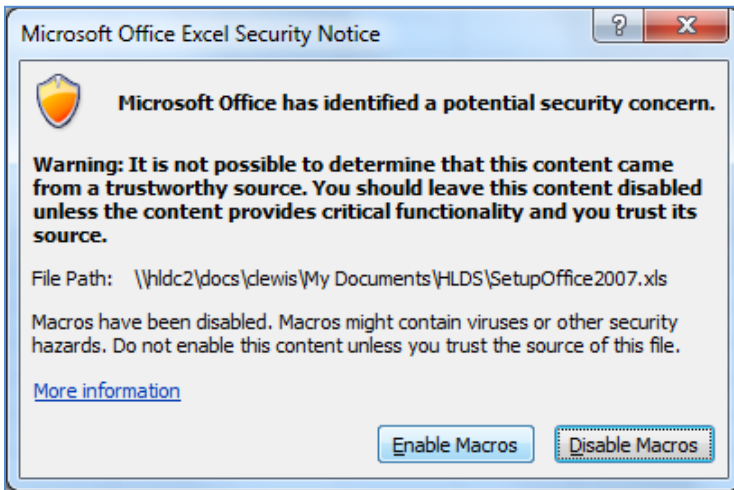 Microsoft Office Excel Security Notice
?
Microsoft Office has identified a potential security concern.
Warning: It is not possible to determine that this content came
from a trustworthy source. You should leave this content disabled
unless the content provides critical functionality and you trust its
source.
File Path: \\hldc2\docs\clewis\My Documents\HLDS\SetupOffice2007.xls
Macros have been disabled. Macros might contain viruses or other security
hazards. Do not enable this content unless you trust the source of this file.
More information
Enable Macros Disable Macros